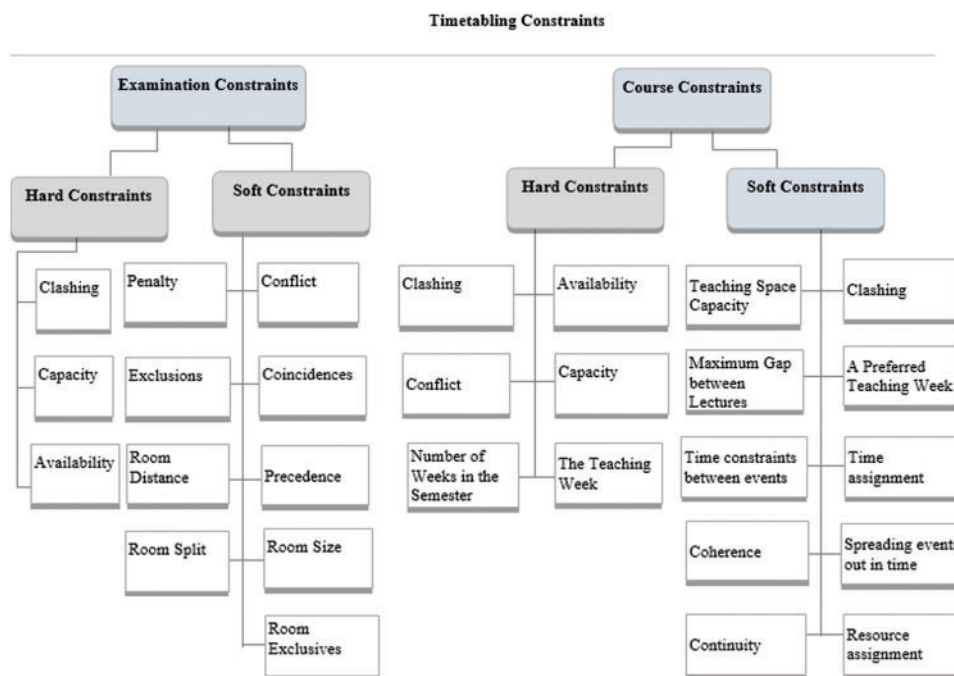 Timetabling Constraints
Examination Constraints
Course Constraints
Hard Constraints
Soft Constraints
Hard Constraints
Soft Constraints
Clashing
Penalty
Conflict
Clashing
Availability
Teaching Space
Capacity
Clashing
Capacity
Exclusions
Coincidences
Conflict
Capacity
Maximum Gap
between
Lectures
A Preferred
Teaching Week
Availability
Room
Distance
Precedence
Number of
Weeks in the
Semester
The Teaching
Week
Time constraints
between events
Time
assignment
Room Split
Room Size
Coherence
Spreading events
out in time
Room
Exclusives
Continuity
Resource
assignment